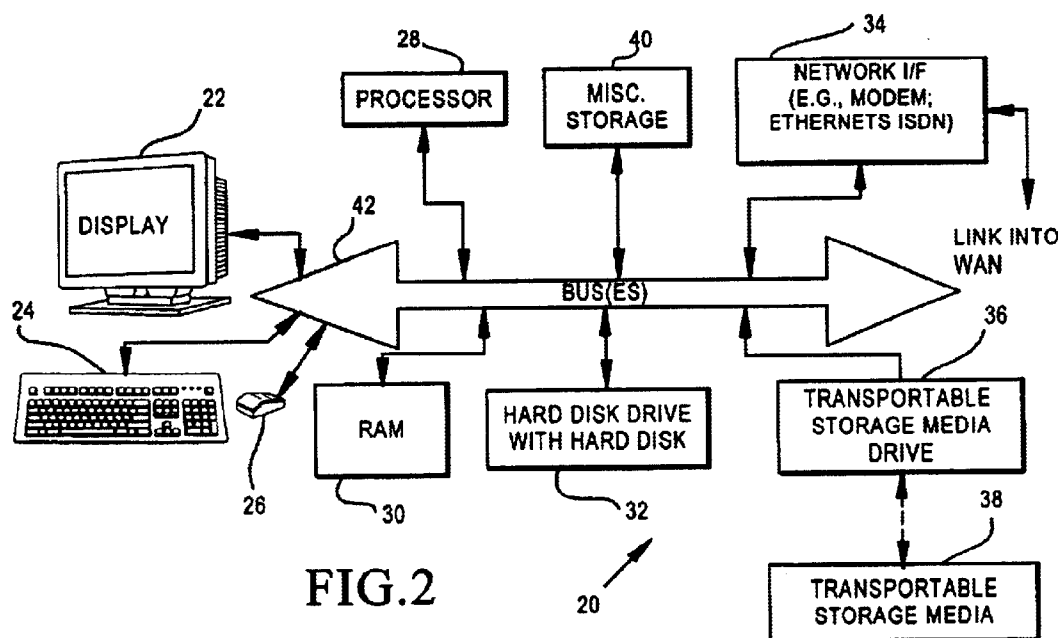 28
40
34
PROCESSOR
MISC.
STORAGE
NETWORK I/F
(E.G., MODEM;
ETHERNETS ISDN)
22
DISPLAY
42
LINK INTO
WAN
BUS(ES)
24
36
RAM
HARD DISK DRIVE
WITH HARD DISK
TRANSPORTABLE
STORAGE MEDIA
DRIVE
26
30
32
38
FIG.2
20
TRANSPORTABLE
STORAGE MEDIA